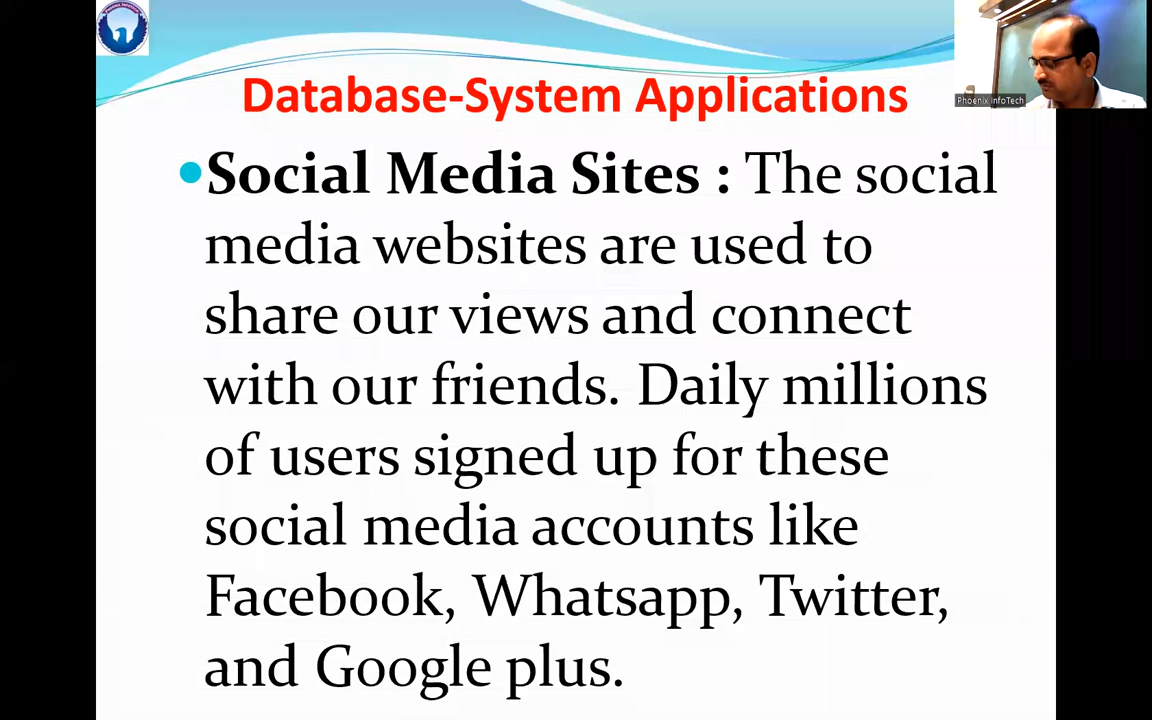 Database-System Applications
Phoenix InfoTech
•Social Media Sites : The social
media websites are used to
share our views and connect
with our friends. Daily millions
of users signed up for these
social media accounts like
Facebook, Whatsapp, Twitter,
and Google plus.